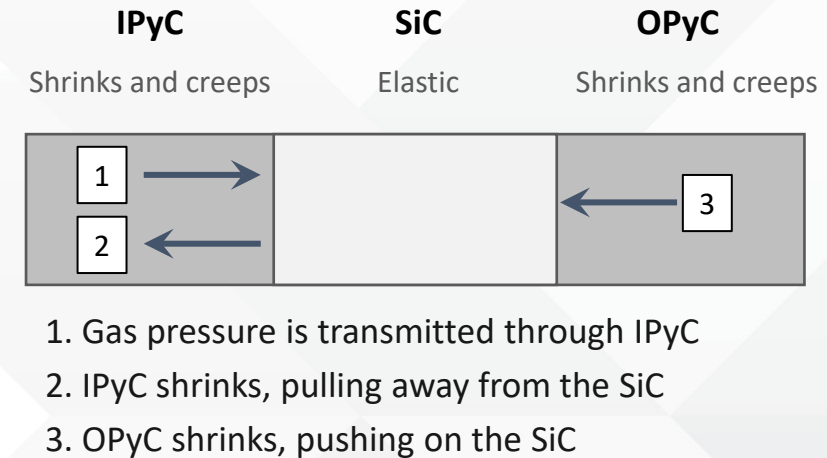 IPyC SiC OPyC
Shrinks and creeps Elastic Shrinks and creeps
1
3
2
1. Gas pressure is transmitted through IPyC
2. IPyC shrinks, pulling away from the SiC
3. OPyC shrinks, pushing on the SiC